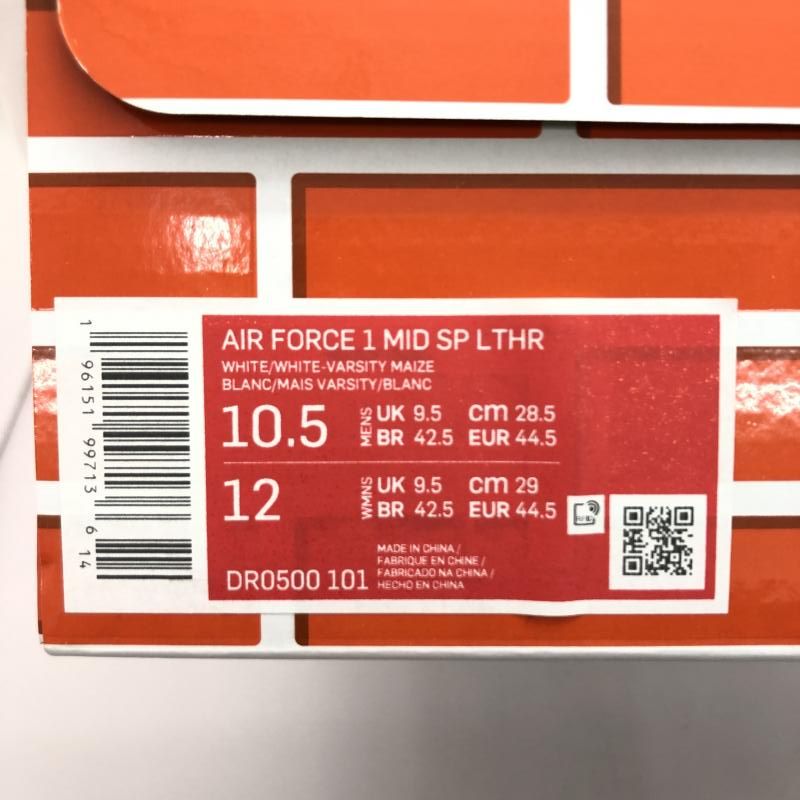 1 96151 99713 6 14
AIR FORCE 1 MID SP LTHR
WHITE/WHITE-VARSITY MAIZE
BLANC/MAIS VARSITY/BLANC
10.5 MENS UK 9.5 cm 28.5
BR 42.5 EUR 44.5
12 WMNS UK 9.5 cm 29
BR 42.5 EUR 44.5
DR0500 101
MADE IN CHINA /
FABRIQUE EN CHINE /
FABRICADO NA CHINA /
HECHO EN CHINA